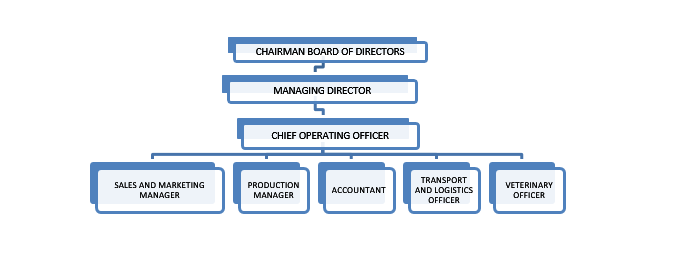 CHAIRMAN BOARD OF DIRECTORS
MANAGING DIRECTOR
CHIEF OPERATING OFFICER
SALES AND MARKETING
MANAGER
PRODUCTION
MANAGER
ACCOUNTANT
TRANSPORT
AND LOGISTICS
OFFICER
VETERINARY
OFFICER